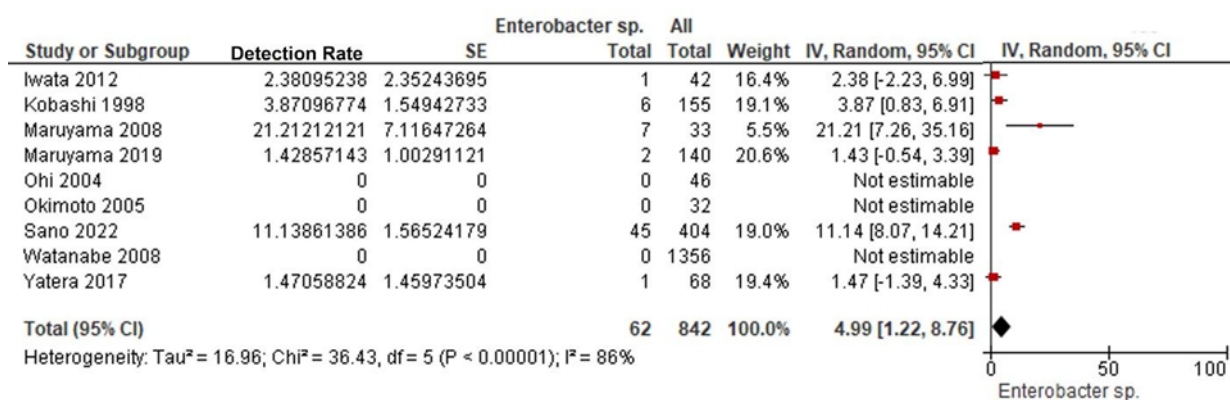 Enterobacter sp. All
Study or Subgroup Detection Rate SE Total Total Weight IV, Random, 95% CI IV, Random, 95% CI
Iwata 2012 2.38095238 2.35243695 1 42 16.4% 2.38 [-2.23, 6.99]
Kobashi 1998 3.87096774 1.54942733 6 155 19.1% 3.87 [0.83, 6.91]
Maruyama 2008 21.21212121 7.11647264 7 33 5.5% 21.21 [7.26, 35.16]
Maruyama 2019 1.42857143 1.00291121 2 140 20.6% 1.43 [-0.54, 3.39]
Ohi 2004 0 0 0 46 Not estimable
Okimoto 2005 0 0 0 32 Not estimable
Sano 2022 11.13861386 1.56524179 45 404 19.0% 11.14 [8.07, 14.21]
Watanabe 2008 0 0 0 1356 Not estimable
Yatera 2017 1.47058824 1.45973504 1 68 19.4% 1.47 [-1.39, 4.33]
Total (95% CI) 62 842 100.0% 4.99 [1.22, 8.76]
Heterogeneity: Tau² = 16.96; Chi² = 36.43, df = 5 (P < 0.00001); I² = 86%
0 50 100
Enterobacter sp.